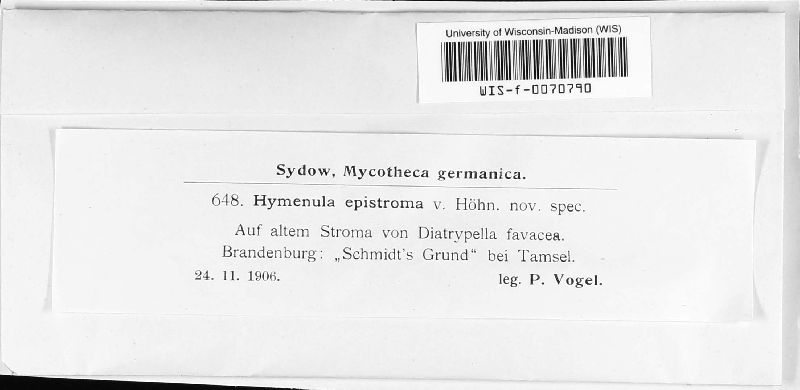 University of Wisconsin-Madison (WIS)
WIS-f-0070790
Sydow, Mycotheca germanica.
648. Hymenula epistroma v. Höhn. nov. spec.
Auf altem Stroma von Diatrypella favacea.
Brandenburg: „Schmidt's Grund“ bei Tamsel.
24. 11. 1906. leg. P. Vogel.